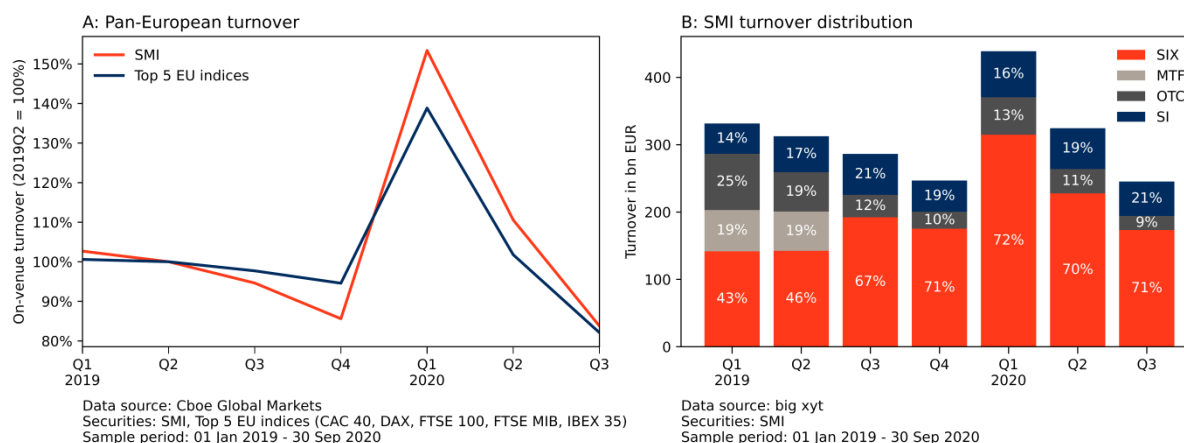 A: Pan-European turnover
On-venue turnover (2019Q2 = 100%)
150%
140%
130%
120%
110%
100%
90%
80%
SMI
Top 5 EU indices
Q1 Q2 Q3 Q4 Q1 Q2 Q3
2019 2020
Data source: Cboe Global Markets
Securities: SMI, Top 5 EU indices (CAC 40, DAX, FTSE 100, FTSE MIB, IBEX 35)
Sample period: 01 Jan 2019 - 30 Sep 2020
B: SMI turnover distribution
Turnover in bn EUR
400
300
200
100
0
SIX
MTF
OTC
SI
14%
25%
19%
43%
17%
19%
19%
46%
21%
12%
67%
19%
10%
71%
16%
13%
72%
19%
11%
70%
21%
9%
71%
Q1 Q2 Q3 Q4 Q1 Q2 Q3
2019 2020
Data source: big xyt
Securities: SMI
Sample period: 01 Jan 2019 - 30 Sep 2020